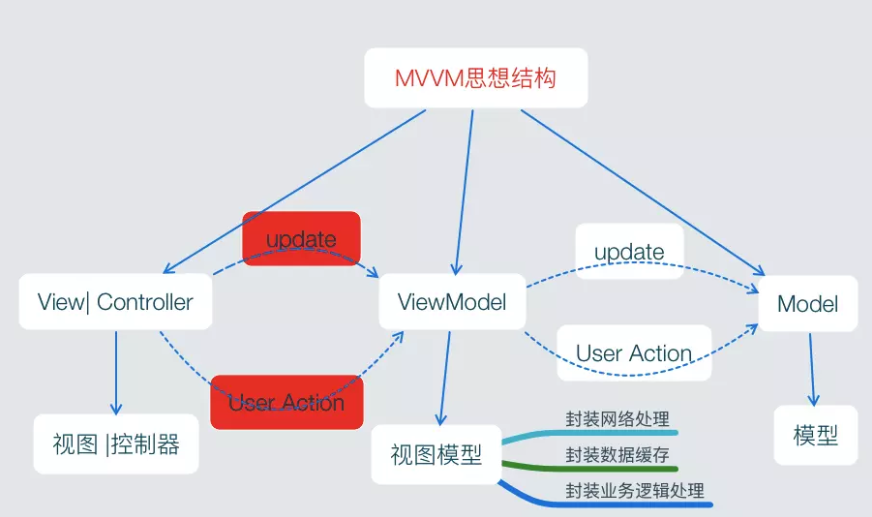 MVVM思想结构
update
update
View| Controller
ViewModel
Model
User Action
User Action
视图 |控制器
视图模型
封装网络处理
封装数据缓存
封装业务逻辑处理
模型